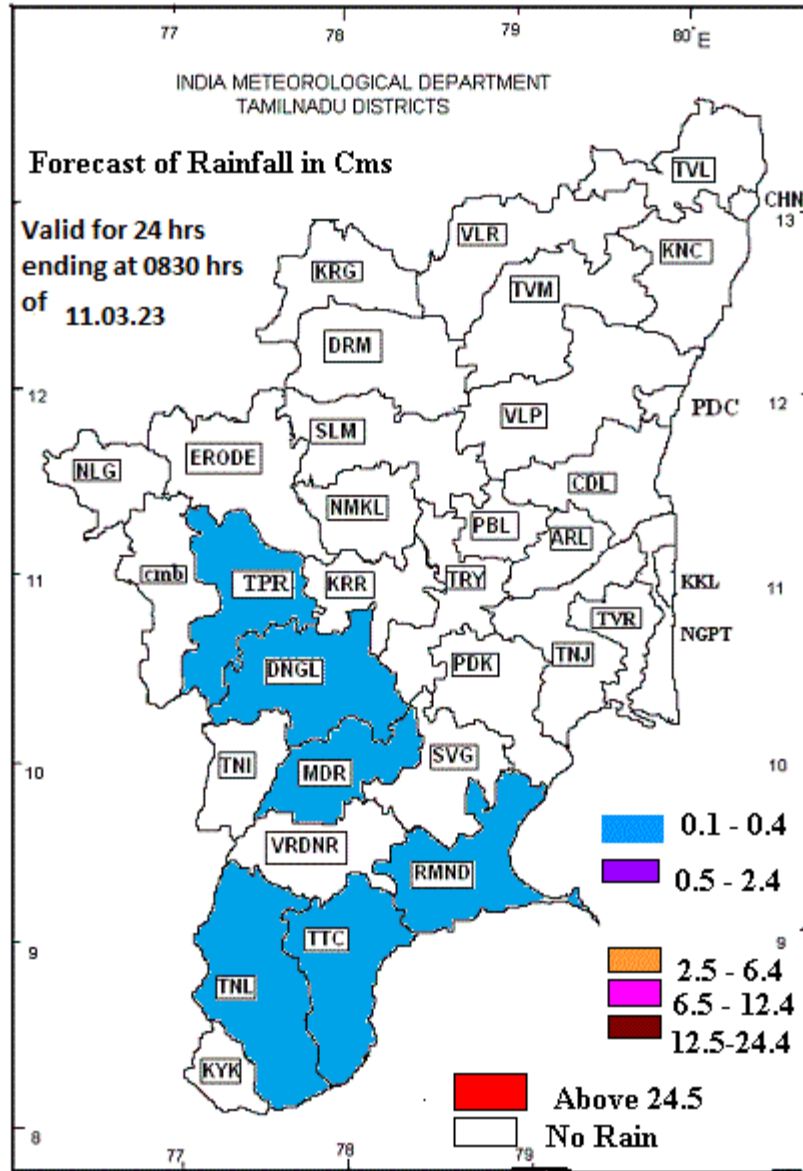 77 78 79 80°E
INDIA METEOROLOGICAL DEPARTMENT
TAMILNADU DISTRICTS
Forecast of Rainfall in Cms
TVL
CHN
13
Valid for 24 hrs
ending at 0830 hrs
of 11.03.23
VLR
KNC
KRG
TVM
DRM
12 12
PDC
VLP
SLM
ERODE
NLG
CDL
NMKL
PBL
ARL
11 11
cmb
TPR
KRR
TRY
KKL
TVR
NGPT
DNGL
PDK
TNJ
10 10
TNI
MDR
SVG
0.1 - 0.4
VRDNR
RMND
0.5 - 2.4
9 9
TTC
TNL
2.5 - 6.4
6.5 - 12.4
12.5-24.4
KYK
Above 24.5
No Rain
8
77 78 79